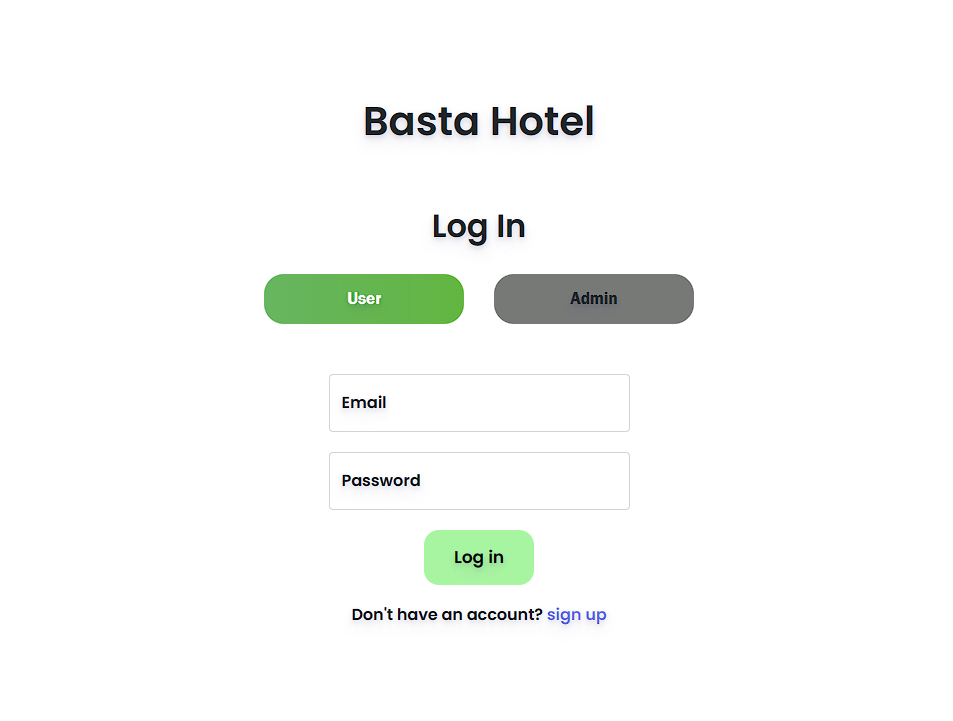 Basta Hotel
Log In
User
Admin
Email
Password
Log in
Don't have an account? sign up